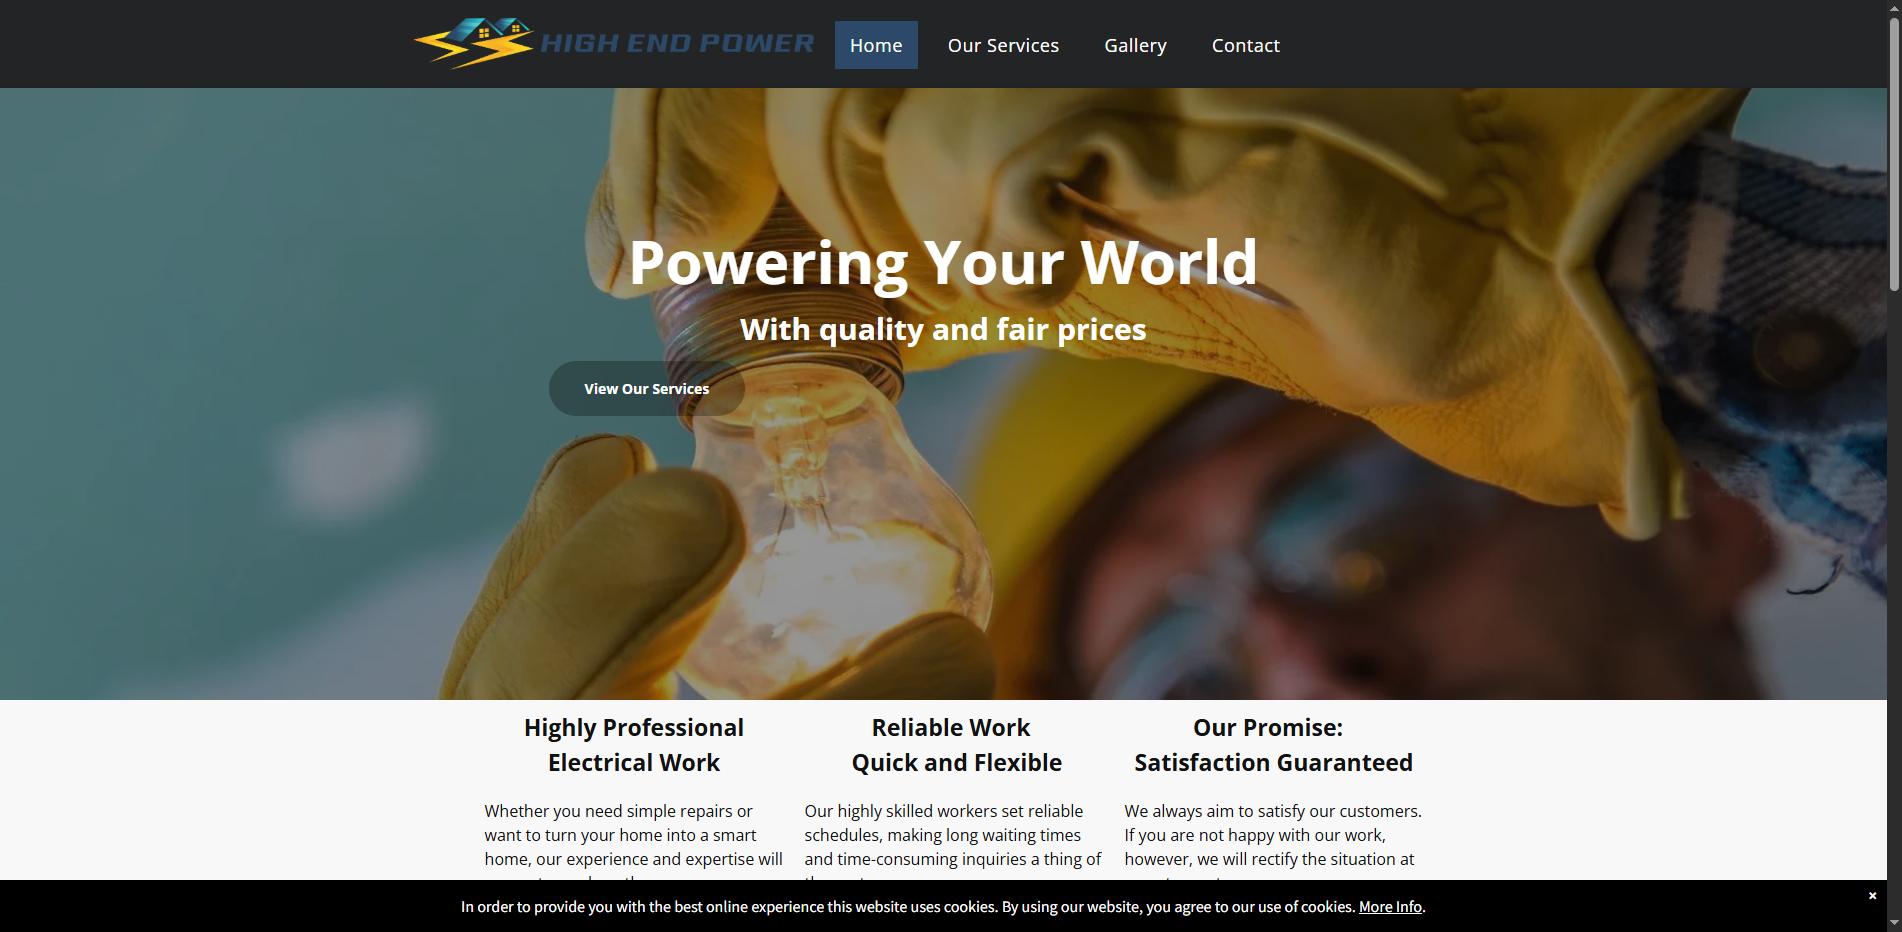 HIGH END POWER
Home
Our Services
Gallery
Contact
Powering Your World
With quality and fair prices
View Our Services
Highly Professional
Electrical Work
Whether you need simple repairs or
want to turn your home into a smart
home, our experience and expertise will
Reliable Work
Quick and Flexible
Our highly skilled workers set reliable
schedules, making long waiting times
and time-consuming inquiries a thing of
Our Promise:
Satisfaction Guaranteed
We always aim to satisfy our customers.
If you are not happy with our work,
however, we will rectify the situation at
In order to provide you with the best online experience this website uses cookies. By using our website, you agree to our use of cookies. More Info.
×